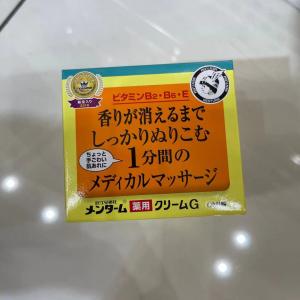 ビタミンB2・B6・E
香りが消えるまで
しっかりぬりこむ
ちょっと
手ごわい
肌あれに
1分間の
メディカルマッサージ
メンターム 薬用 クリームG